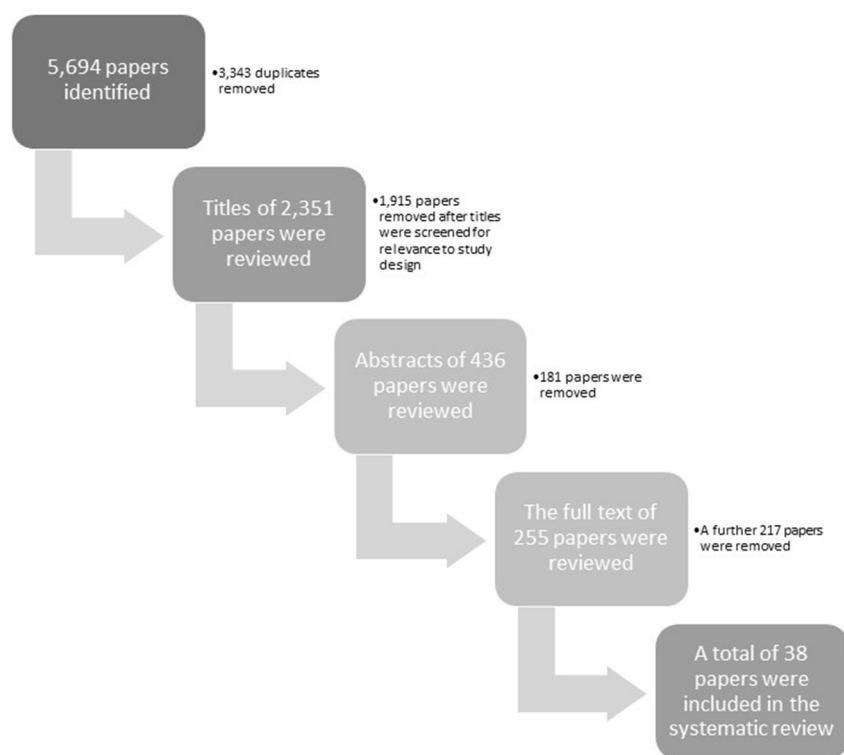 5,694 papers
identified
•3,343 duplicates
removed
Titles of 2,351
papers were
reviewed
•1,915 papers
removed after titles
were screened for
relevance to study
design
Abstracts of 436
papers were
reviewed
•181 papers were
removed
The full text of
255 papers were
reviewed
•A further 217 papers
were removed
A total of 38
papers were
included in the
systematic review